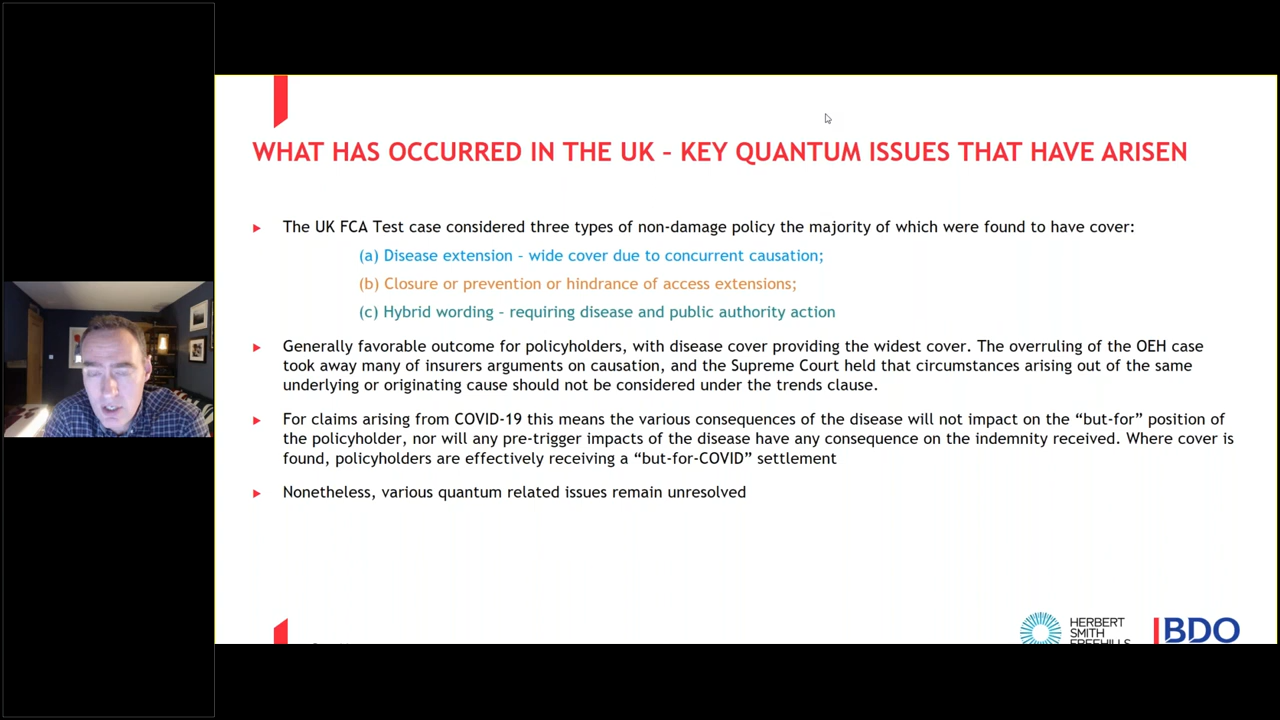 WHAT HAS OCCURRED IN THE UK – KEY QUANTUM ISSUES THAT HAVE ARISEN
The UK FCA Test case considered three types of non-damage policy the majority of which were found to have cover:
(a) Disease extension – wide cover due to concurrent causation;
(b) Closure or prevention or hindrance of access extensions;
(c) Hybrid wording – requiring disease and public authority action
Generally favorable outcome for policyholders, with disease cover providing the widest cover. The overruling of the OEH case
took away many of insurers arguments on causation, and the Supreme Court held that circumstances arising out of the same
underlying or originating cause should not be considered under the trends clause.
For claims arising from COVID-19 this means the various consequences of the disease will not impact on the “but-for” position of
the policyholder, nor will any pre-trigger impacts of the disease have any consequence on the indemnity received. Where cover is
found, policyholders are effectively receiving a “but-for-COVID” settlement
Nonetheless, various quantum related issues remain unresolved
HERBERT
SMITH
FREEHILLS
BDO